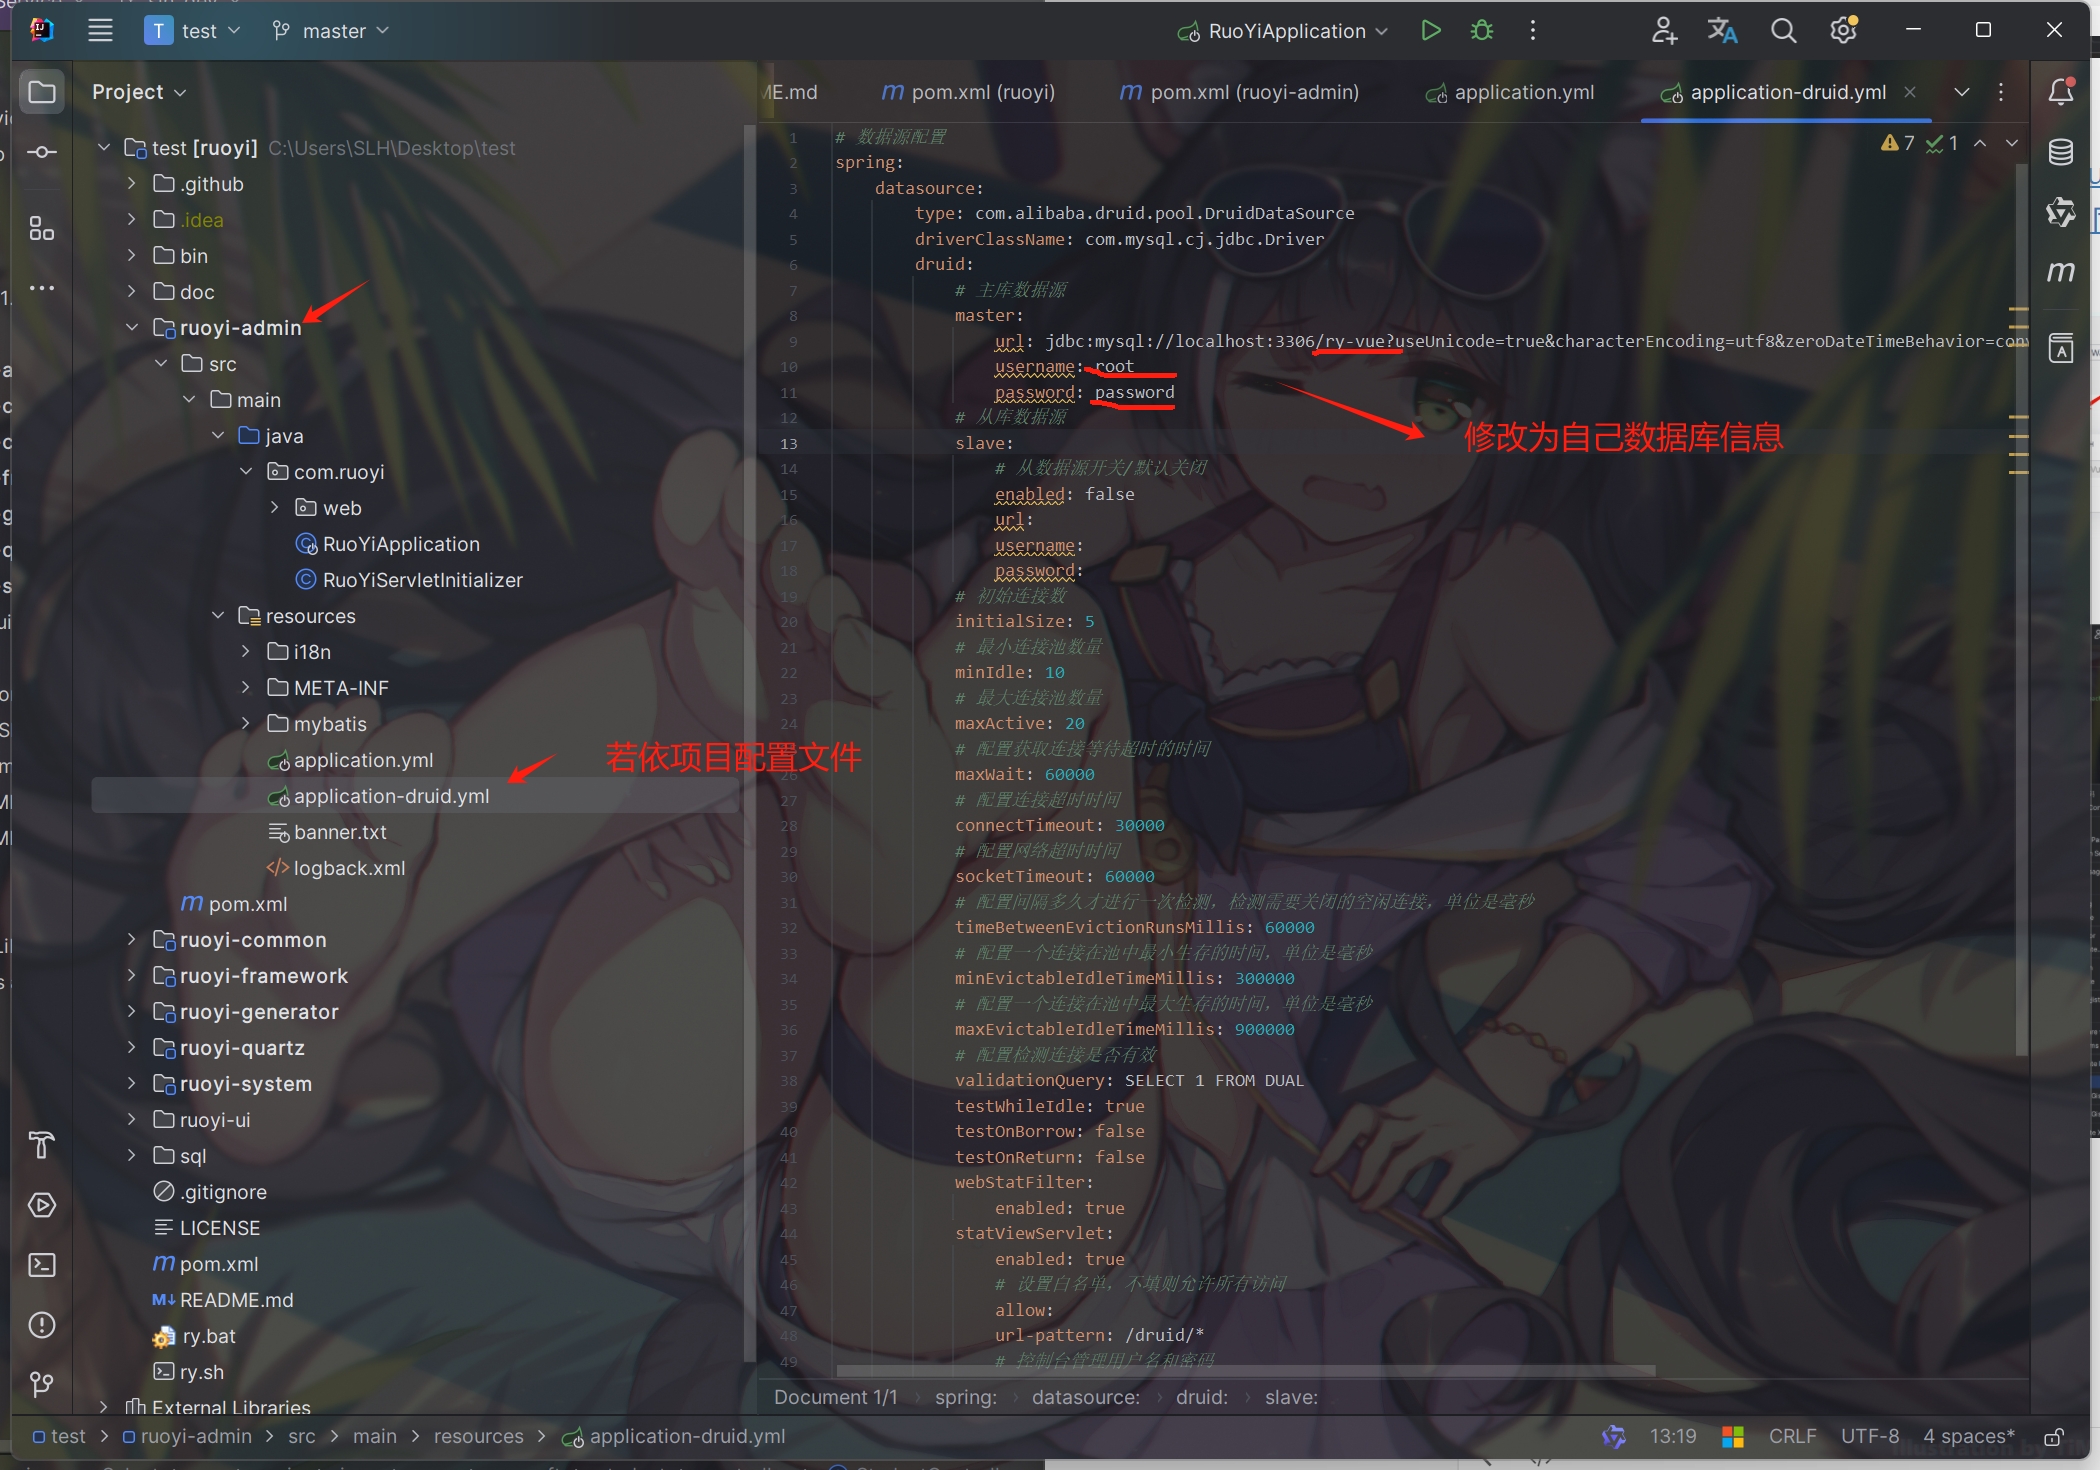 T test master RuoYiApplication
Project
ME.md pom.xml (ruoyi) pom.xml (ruoyi-admin) application.yml application-druid.yml
test [ruoyi] C:\Users\SLH\Desktop\test
.github
.idea
bin
doc
ruoyi-admin
src
main
java
com.ruoyi
web
RuoYiApplication
RuoYiServletInitializer
resources
i18n
META-INF
mybatis
application.yml
application-druid.yml
若依项目配置文件
banner.txt
logback.xml
pom.xml
ruoyi-common
ruoyi-framework
ruoyi-generator
ruoyi-quartz
ruoyi-system
ruoyi-ui
sql
.gitignore
LICENSE
pom.xml
README.md
ry.bat
ry.sh
External Libraries
7 1
1 # 数据源配置
2 spring:
3 datasource:
4 type: com.alibaba.druid.pool.DruidDataSource
5 driverClassName: com.mysql.cj.jdbc.Driver
6 druid:
7 # 主库数据源
8 master:
9 url: jdbc:mysql://localhost:3306/ry-vue?useUnicode=true&characterEncoding=utf8&zeroDateTimeBehavior=conv
10 username: root
11 password: password
修改为自己数据库信息
12 # 从库数据源
13 slave:
14 # 从数据源开关/默认关闭
15 enabled: false
16 url:
17 username:
18 password:
19 # 初始连接数
20 initialSize: 5
21 # 最小连接池数量
22 minIdle: 10
23 # 最大连接池数量
24 maxActive: 20
25 # 配置获取连接等待超时的时间
26 maxWait: 60000
27 # 配置连接超时时间
28 connectTimeout: 30000
29 # 配置网络超时时间
30 socketTimeout: 60000
31 # 配置间隔多久才进行一次检测，检测需要关闭的空闲连接，单位是毫秒
32 timeBetweenEvictionRunsMillis: 60000
33 # 配置一个连接在池中最小生存的时间，单位是毫秒
34 minEvictableIdleTimeMillis: 300000
35 # 配置一个连接在池中最大生存的时间，单位是毫秒
36 maxEvictableIdleTimeMillis: 900000
37 # 配置检测连接是否有效
38 validationQuery: SELECT 1 FROM DUAL
39 testWhileIdle: true
40 testOnBorrow: false
41 testOnReturn: false
42 webStatFilter:
43 enabled: true
44 statViewServlet:
45 enabled: true
46 # 设置白名单，不填则允许所有访问
47 allow:
48 url-pattern: /druid/*
49 # 控制台管理用户名和密码
Document 1/1 › spring: › datasource: › druid: › slave:
test > ruoyi-admin > src > main > resources > application-druid.yml
13:19 CRLF UTF-8 4 spaces*